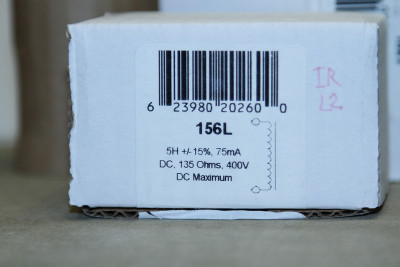 6 23980 20260 0
156L
5H +/-15%, 75mA
DC, 135 Ohms, 400V
DC Maximum
IR
L2